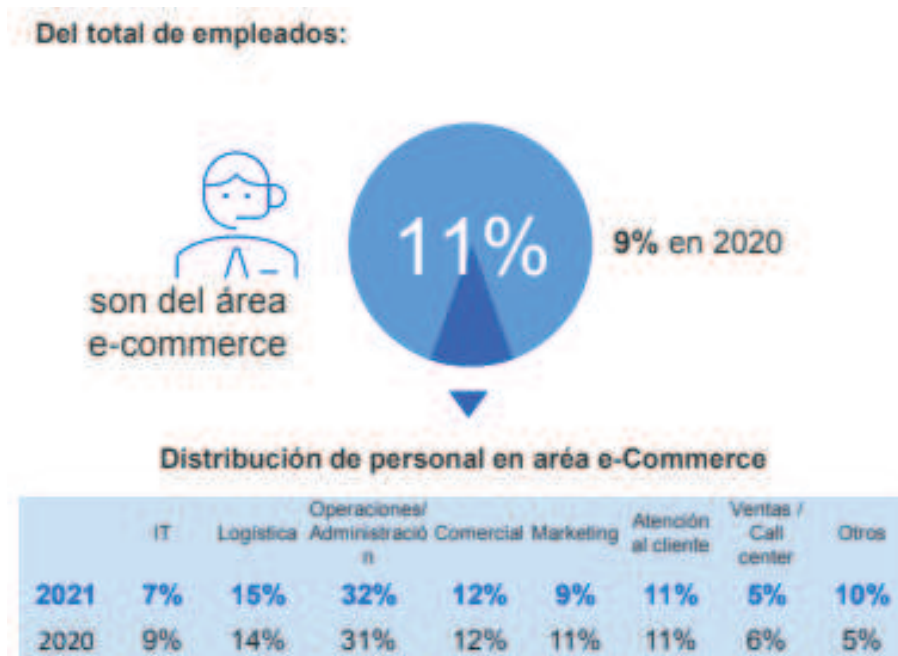 Del total de empleados:
11%
9% en 2020
son del área
e-commerce
Distribución de personal en aréa e-Commerce
IT Logística Operaciones/ Administració n Comercial Marketing Atención al cliente Ventas / Call center Otros
2021 7% 15% 32% 12% 9% 11% 5% 10%
2020 9% 14% 31% 12% 11% 11% 6% 5%